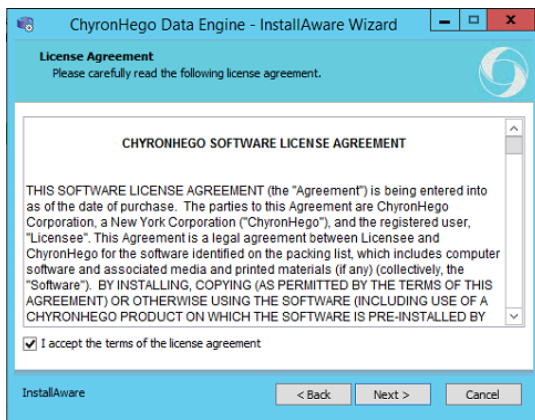 ChyronHego Data Engine - InstallAware Wizard
License Agreement
Please carefully read the following license agreement.
CHYRONHEGO SOFTWARE LICENSE AGREEMENT
THIS SOFTWARE LICENSE AGREEMENT (the "Agreement") is being entered into
as of the date of purchase. The parties to this Agreement are ChyronHego
Corporation, a New York Corporation ("ChyronHego"), and the registered user,
"Licensee". This Agreement is a legal agreement between Licensee and
ChyronHego for the software identified on the packing list, which includes computer
software and associated media and printed materials (if any) (collectively, the
"Software"). BY INSTALLING, COPYING (AS PERMITTED BY THE TERMS OF THIS
AGREEMENT) OR OTHERWISE USING THE SOFTWARE (INCLUDING USE OF A
CHYRONHEGO PRODUCT ON WHICH THE SOFTWARE IS PRE-INSTALLED BY
I accept the terms of the license agreement
InstallAware
< Back
Next >
Cancel